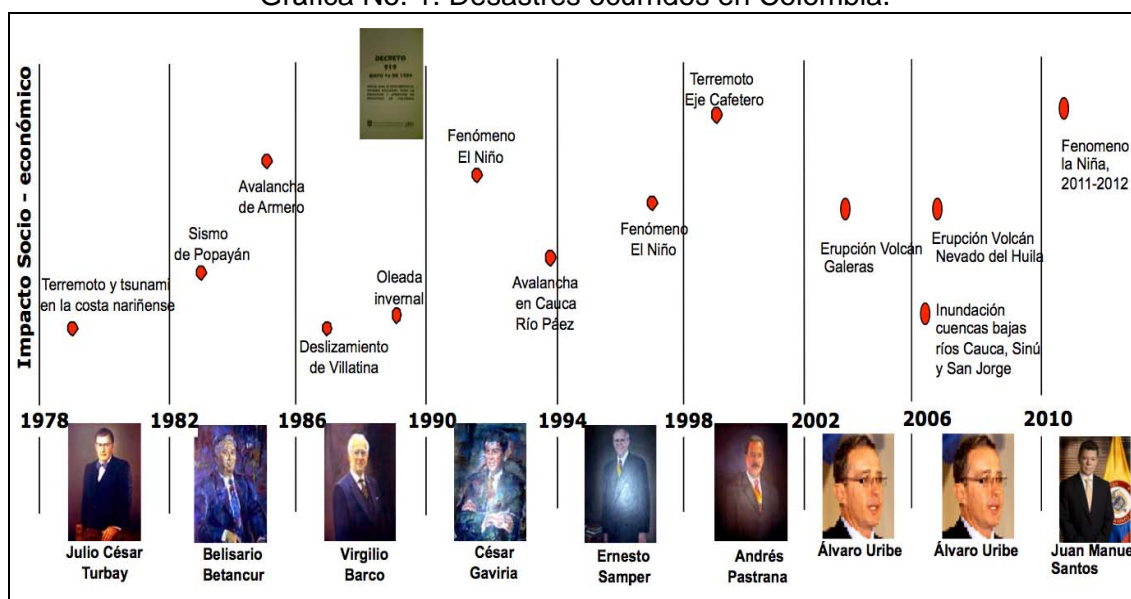 Gráfica No. 1. Desastres ocurridos en Colombia.
Impacto Socio - económico
DECRETO
919
Terremoto
Eje Cafetero
Fenómeno
El Niño
Avalancha
de Armero
Fenomeno
la Niña,
2011-2012
Sismo
de Popayán
Fenómeno
El Niño
Erupción Volcán
Galeras
Erupción Volcán
Nevado del Huila
Terremoto y tsunami
en la costa nariñense
Oleada
invernal
Avalancha
en Cauca
Río Páez
Inundación
cuencas bajas
ríos Cauca, Sinú
y San Jorge
Deslizamiento
de Villatina
1978 1982 1986 1990 1994 1998 2002 2006 2010
Julio César
Turbay
Belisario
Betancur
Virgilio
Barco
César
Gaviria
Ernesto
Samper
Andrés
Pastrana
Álvaro Uribe
Álvaro Uribe
Juan Manue
Santos